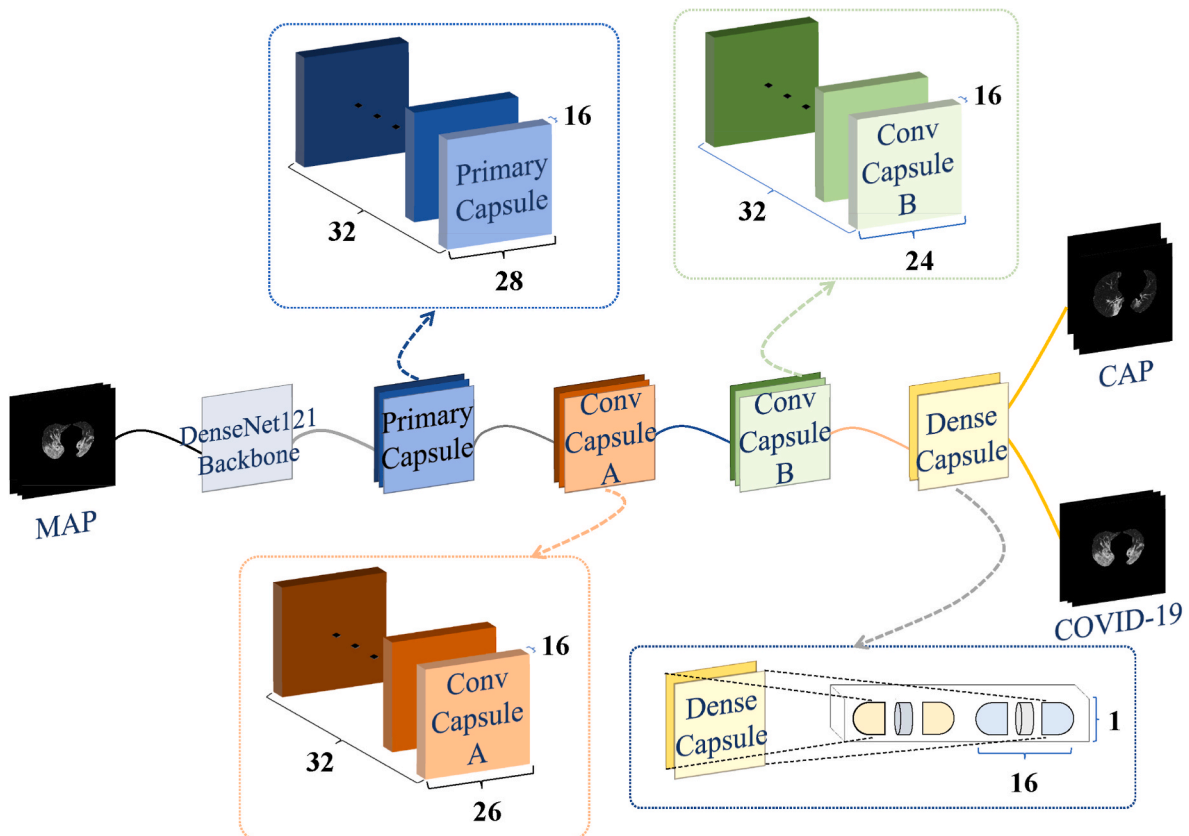 16
Primary
Capsule
32
28
16
Conv
Capsule
B
32
24
MAP
DenseNet121
Backbone
Primary
Capsule
Conv
Capsule
A
Conv
Capsule
B
Dense
Capsule
CAP
COVID-19
16
Conv
Capsule
A
32
26
Dense
Capsule
1
16